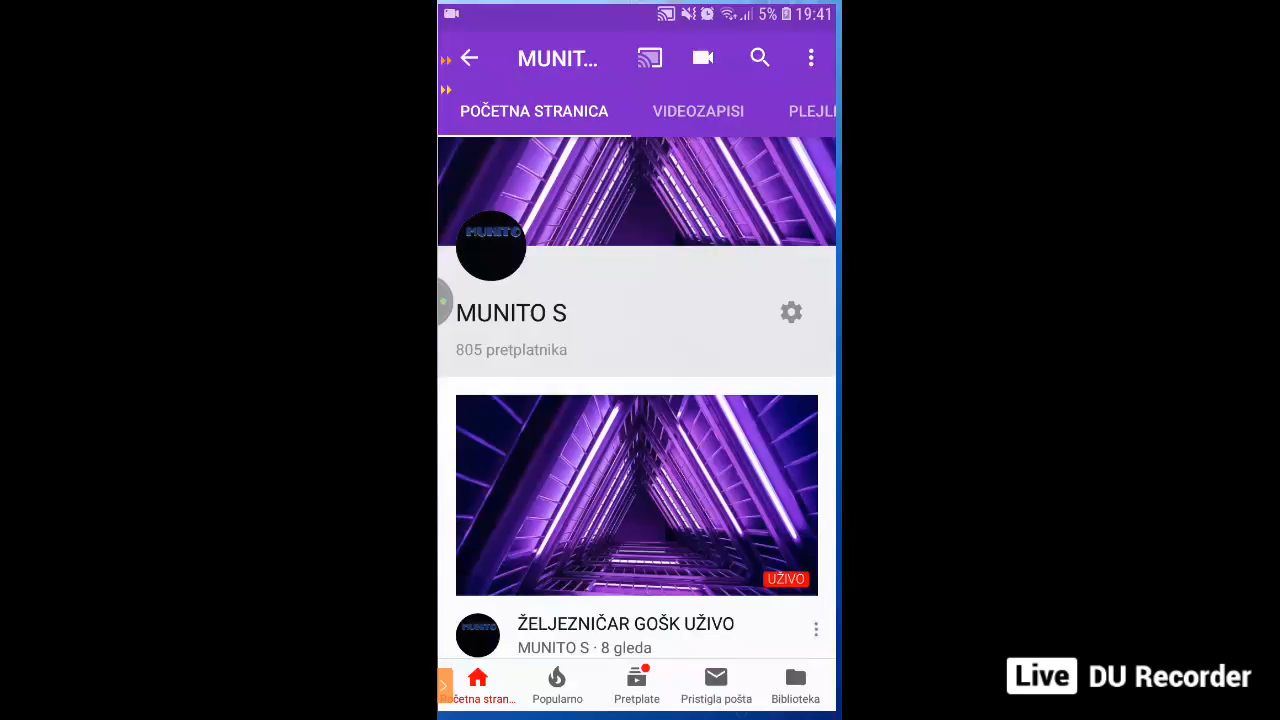 5% 19:41
MUNIT...
POČETNA STRANICA VIDEOZAPISI PLEJLI
MUNITO
MUNITO S
805 pretplatnika
UŽIVO
MUNITO
ŽELJEZNIČAR GOŠK UŽIVO
MUNITO S · 8 gleda
očetna stran... Popularno Pretplate Pristigla pošta Biblioteka
Live DU Recorder